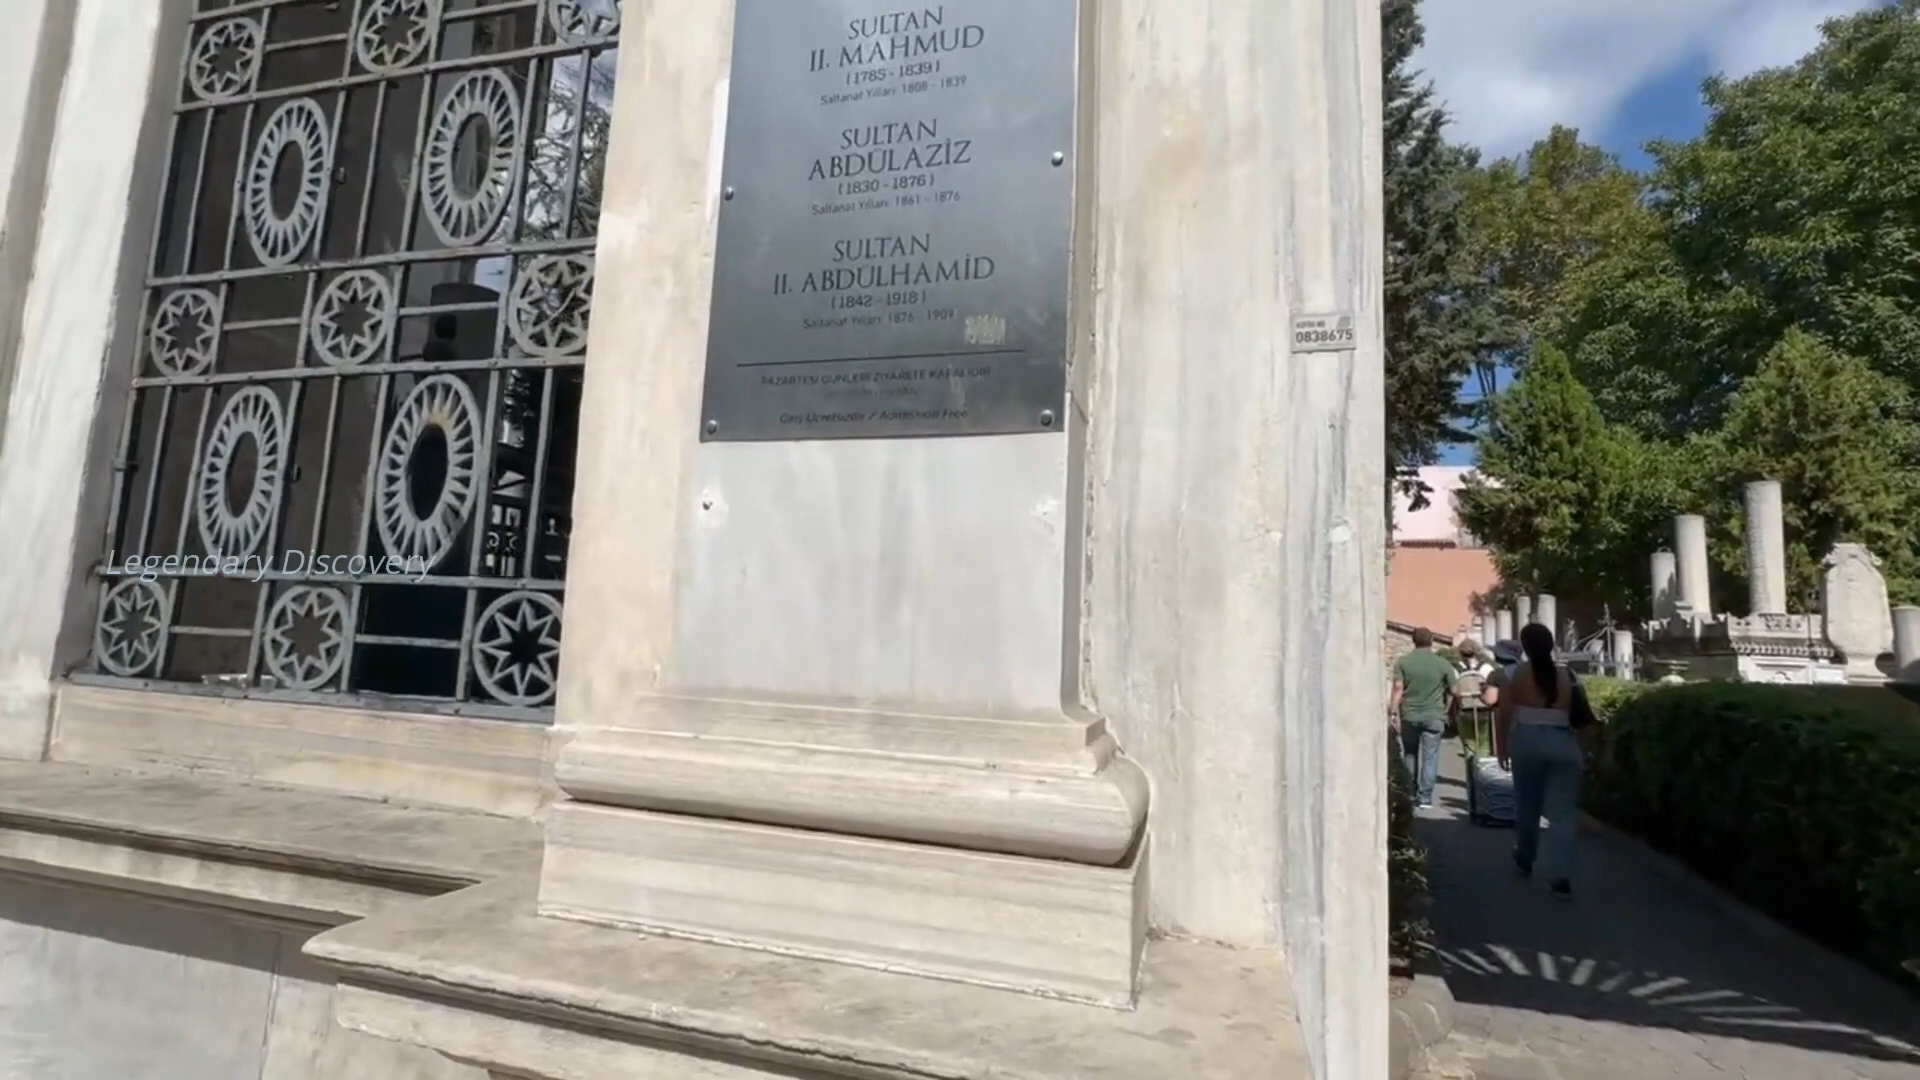 SULTAN
II. MAHMUD
(1785 - 1839)
Saltanat Yılları: 1808 - 1839
SULTAN
ABDÜLAZİZ
(1830 - 1876)
Saltanat Yılları: 1861 - 1876
SULTAN
II. ABDÜLHAMİD
(1842 - 1918)
Saltanat Yılları: 1876 - 1909
PAZARTESİ GÜNLERİ ZİYARETE KAPALIDIR
Giriş Ücretsizdir / Admission Free
0838675
Legendary Discovery